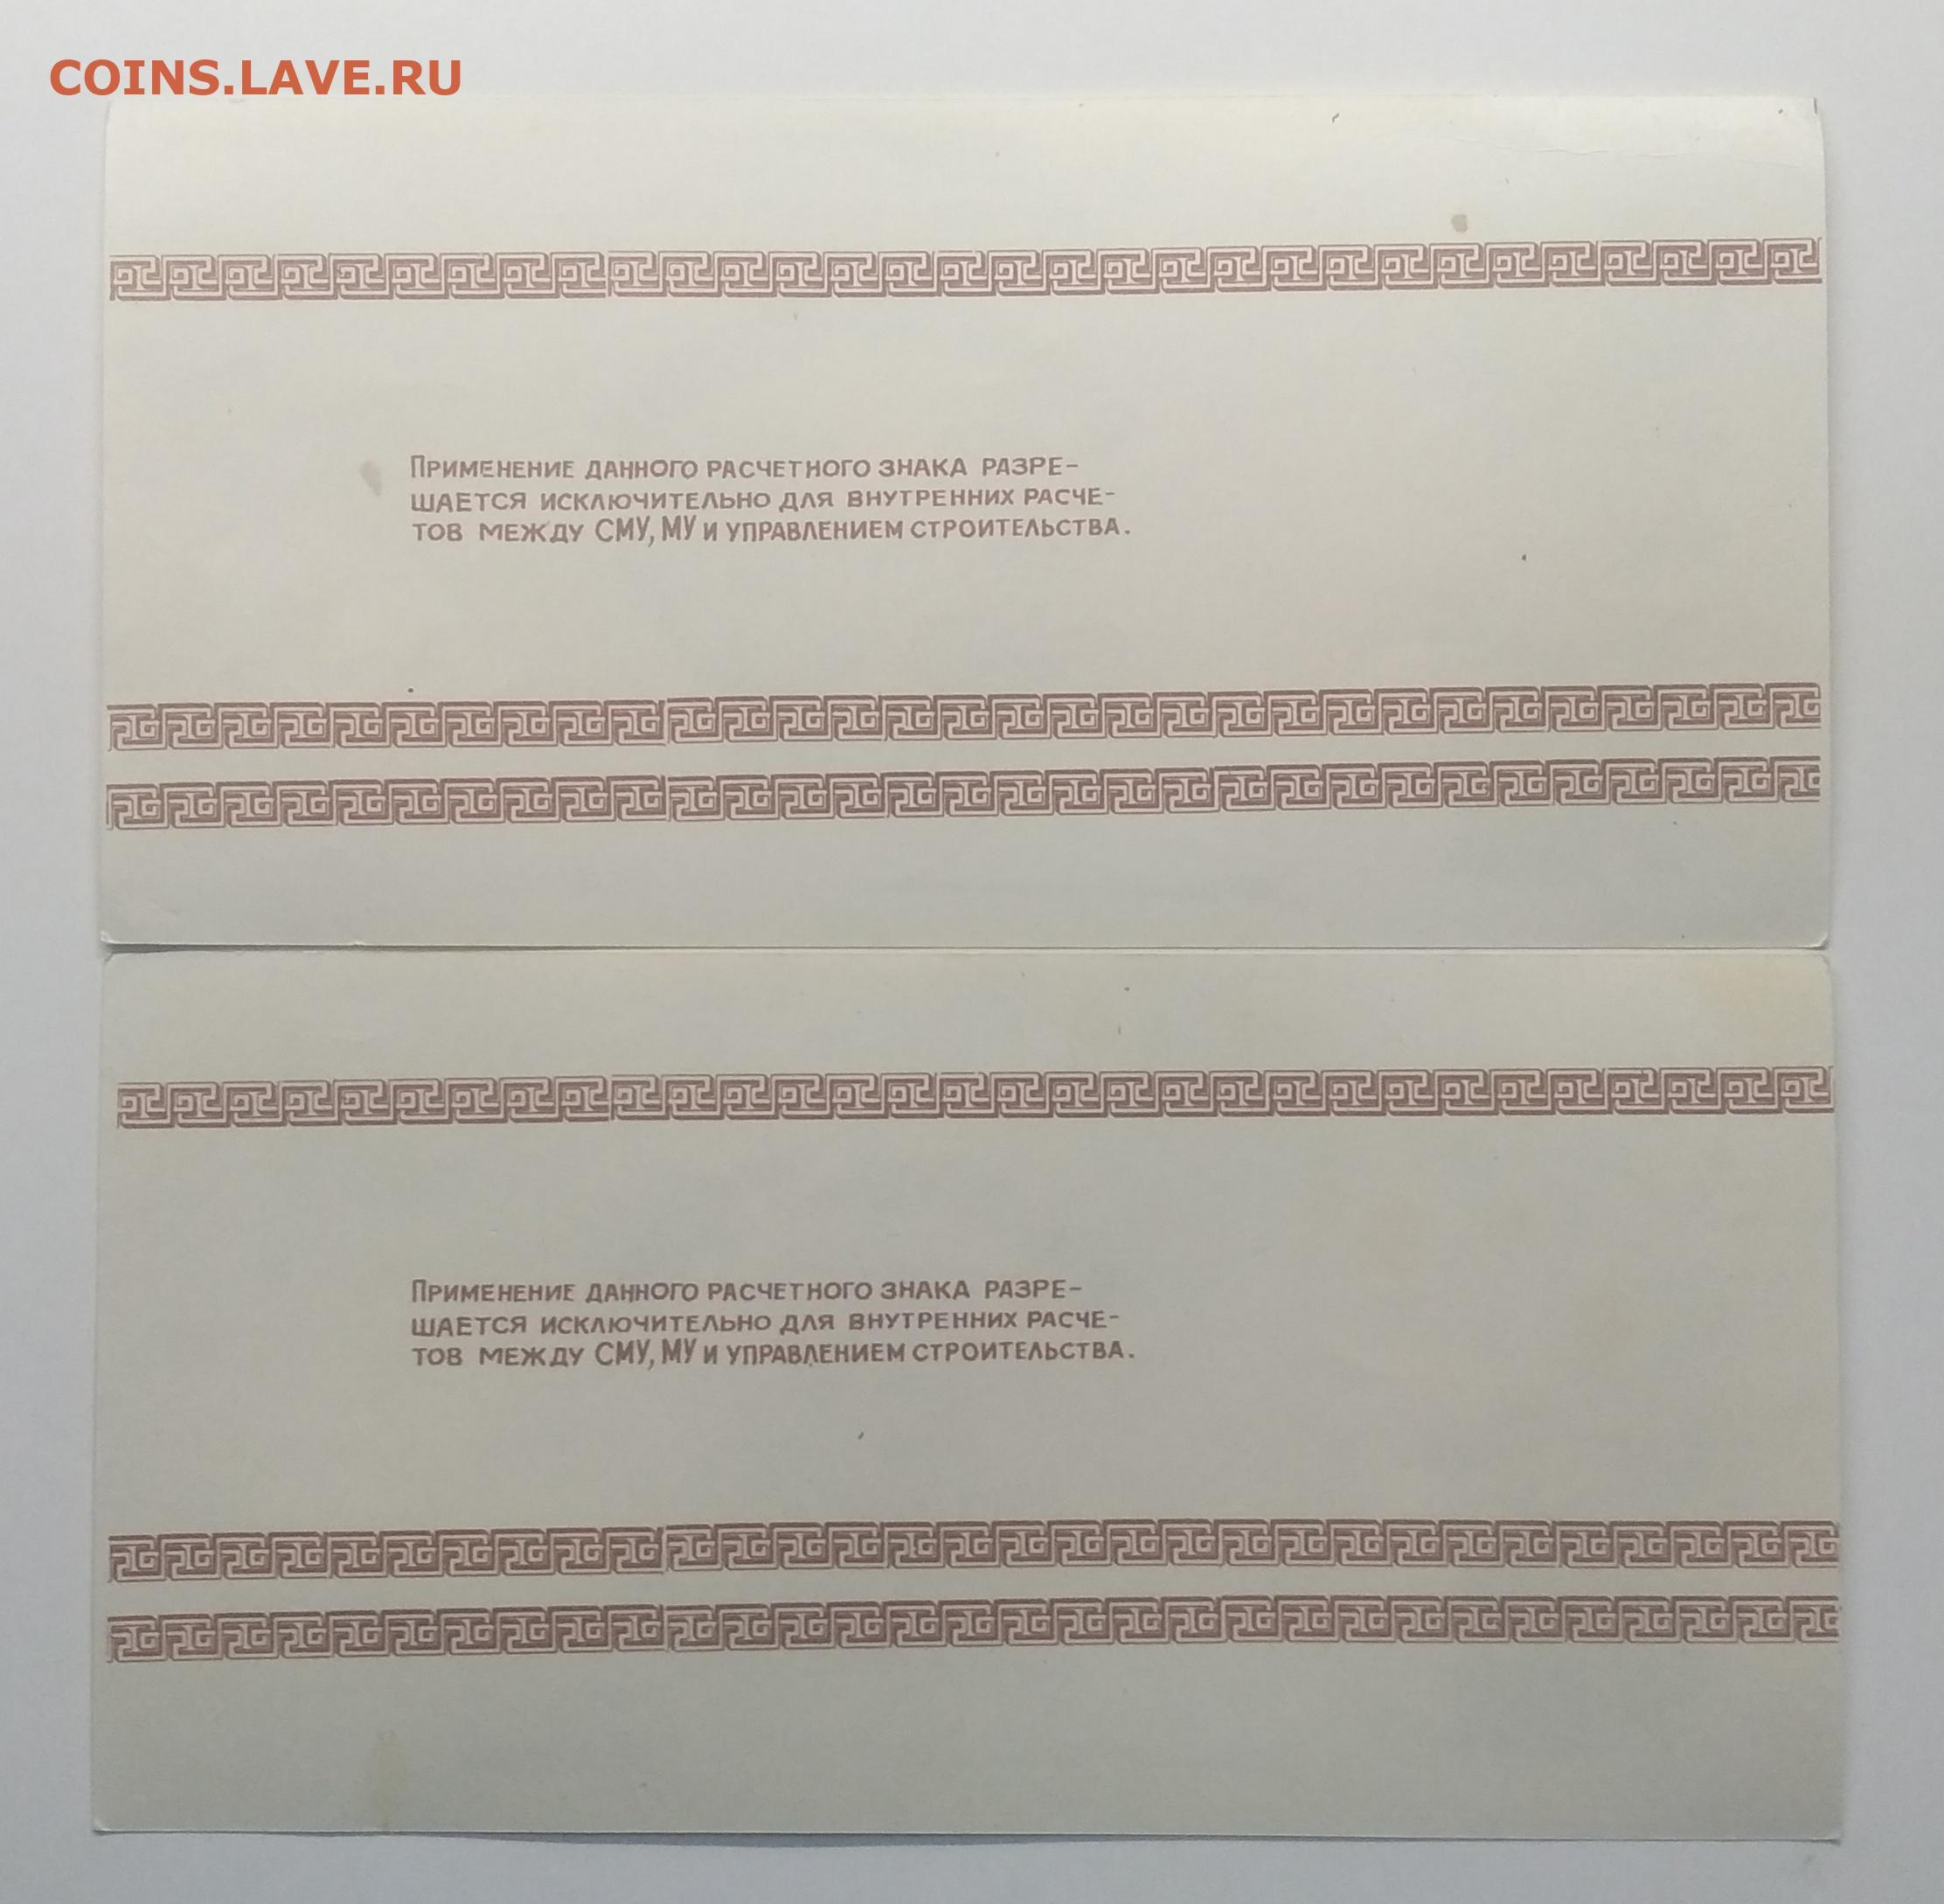 COINS.LAVE.RU
ПРИМЕНЕНИЕ ДАННОГО РАСЧЕТНОГО ЗНАКА РАЗРЕ-
ШАЕТСЯ ИСКЛЮЧИТЕЛЬНО ДЛЯ ВНУТРЕННИХ РАСЧЕ-
ТОВ МЕЖДУ СМУ, МУ И УПРАВЛЕНИЕМ СТРОИТЕЛЬСТВА.
ПРИМЕНЕНИЕ ДАННОГО РАСЧЕТНОГО ЗНАКА РАЗРЕ-
ШАЕТСЯ ИСКЛЮЧИТЕЛЬНО ДЛЯ ВНУТРЕННИХ РАСЧЕ-
ТОВ МЕЖДУ СМУ, МУ И УПРАВЛЕНИЕМ СТРОИТЕЛЬСТВА.